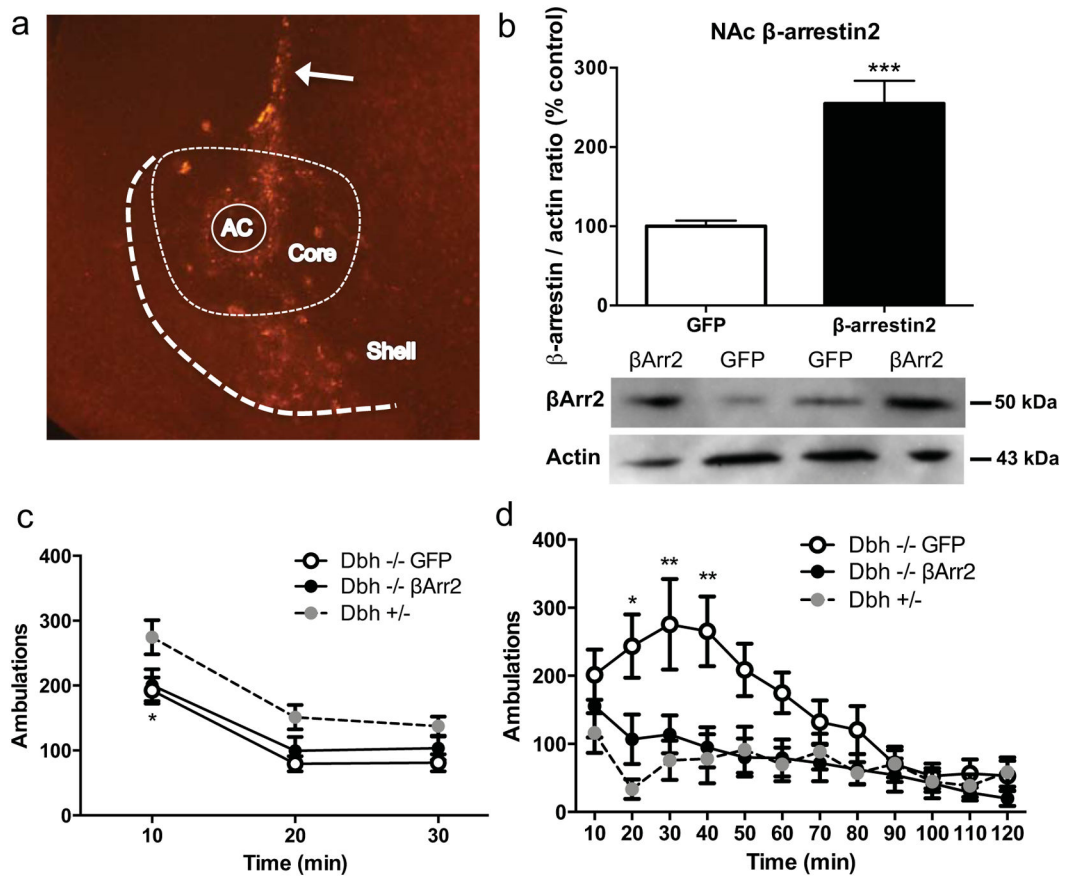 a
AC
Core
Shell
b
NAc β-arrestin2
β-arrestin / actin ratio (% control)
300
200
100
0
***
GFP
β-arrestin2
βArr2 GFP GFP βArr2
βArr2
50 kDa
Actin
43 kDa
c
Ambulations
400
300
200
100
0
Dbh -/- GFP
Dbh -/- βArr2
Dbh +/-
*
10 20 30
Time (min)
d
Ambulations
400
300
200
100
0
Dbh -/- GFP
Dbh -/- βArr2
Dbh +/-
* ** **
10 20 30 40 50 60 70 80 90 100 110 120
Time (min)